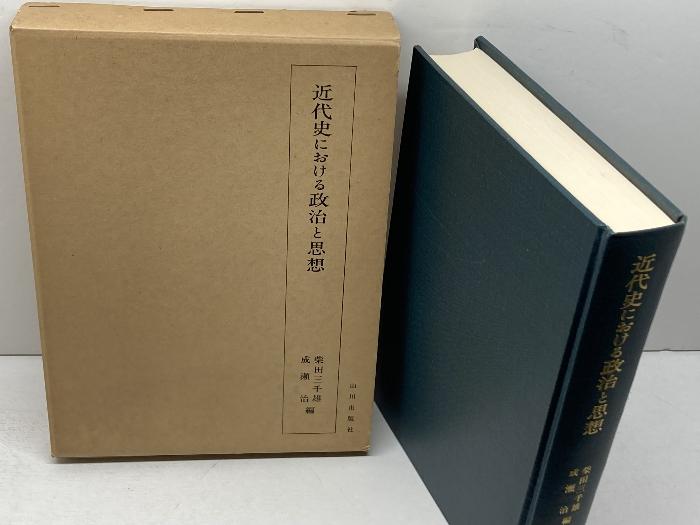 近代史における政治と思想
柴田三千雄
成瀬治編
山川出版社
近代史における政治と思想
柴田三千雄
成瀬治編